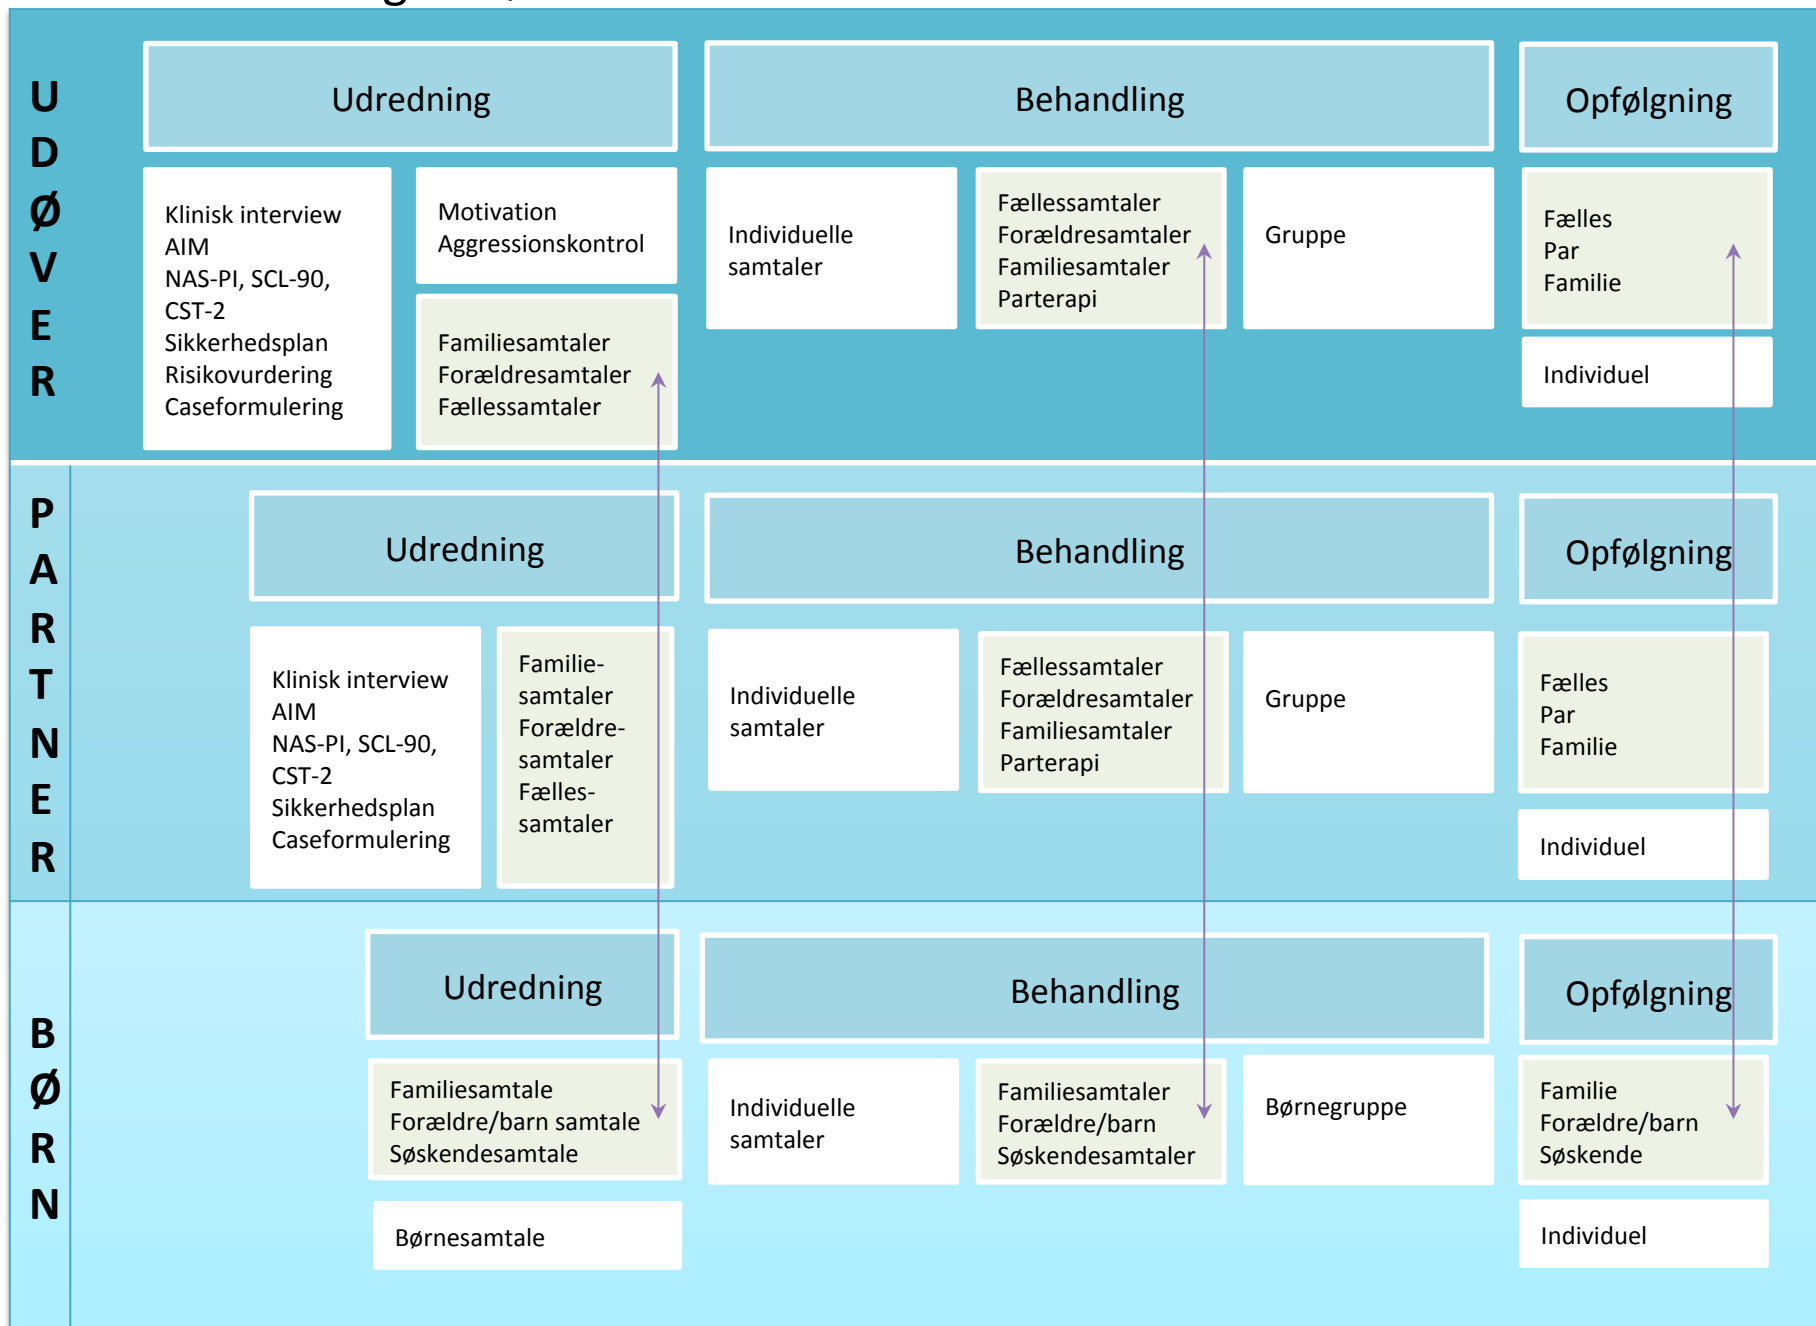 UDØVER
Udredning
Behandling
Opfølgning
Klinisk interview
AIM
NAS-PI, SCL-90,
CST-2
Sikkerhedsplan
Risikovurdering
Caseformulering
Motivation
Aggressionskontrol
Familiesamtaler
Forældresamtaler
Fællessamtaler
Individuelle
samtaler
Fællessamtaler
Forældresamtaler
Familiesamtaler
Parterapi
Gruppe
Fælles
Par
Familie
Individuel
PARTNER
Udredning
Behandling
Opfølgning
Klinisk interview
AIM
NAS-PI, SCL-90,
CST-2
Sikkerhedsplan
Caseformulering
Familie-
samtaler
Forældre-
samtaler
Fælles-
samtaler
Individuelle
samtaler
Fællessamtaler
Forældresamtaler
Familiesamtaler
Parterapi
Gruppe
Fælles
Par
Familie
Individuel
BØRN
Udredning
Behandling
Opfølgning
Familiesamtale
Forældre/barn samtale
Søskendesamtale
Børnesamtale
Individuelle
samtaler
Familiesamtaler
Forældre/barn
Søskendesamtaler
Børnegruppe
Familie
Forældre/barn
Søskende
Individuel